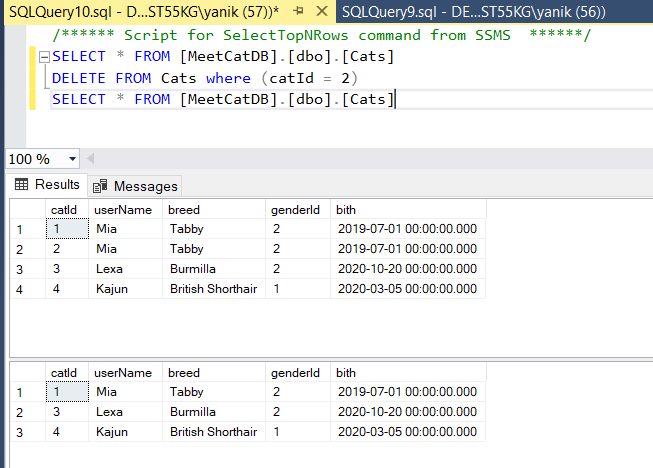 SQLQuery10.sql - D...ST55KG\yanik (57))* SQLQuery9.sql - DE...ST55KG\yanik (56))
/****** Script for SelectTopNRows command from SSMS ******/
SELECT * FROM [MeetCatDB].[dbo].[Cats]
DELETE FROM Cats where (catId = 2)
SELECT * FROM [MeetCatDB].[dbo].[Cats]
100 %
Results Messages
catId userName breed genderId bith
1 1 Mia Tabby 2 2019-07-01 00:00:00.000
2 2 Mia Tabby 2 2019-07-01 00:00:00.000
3 3 Lexa Burmilla 2 2020-10-20 00:00:00.000
4 4 Kajun British Shorthair 1 2020-03-05 00:00:00.000
catId userName breed genderId bith
1 1 Mia Tabby 2 2019-07-01 00:00:00.000
2 3 Lexa Burmilla 2 2020-10-20 00:00:00.000
3 4 Kajun British Shorthair 1 2020-03-05 00:00:00.000